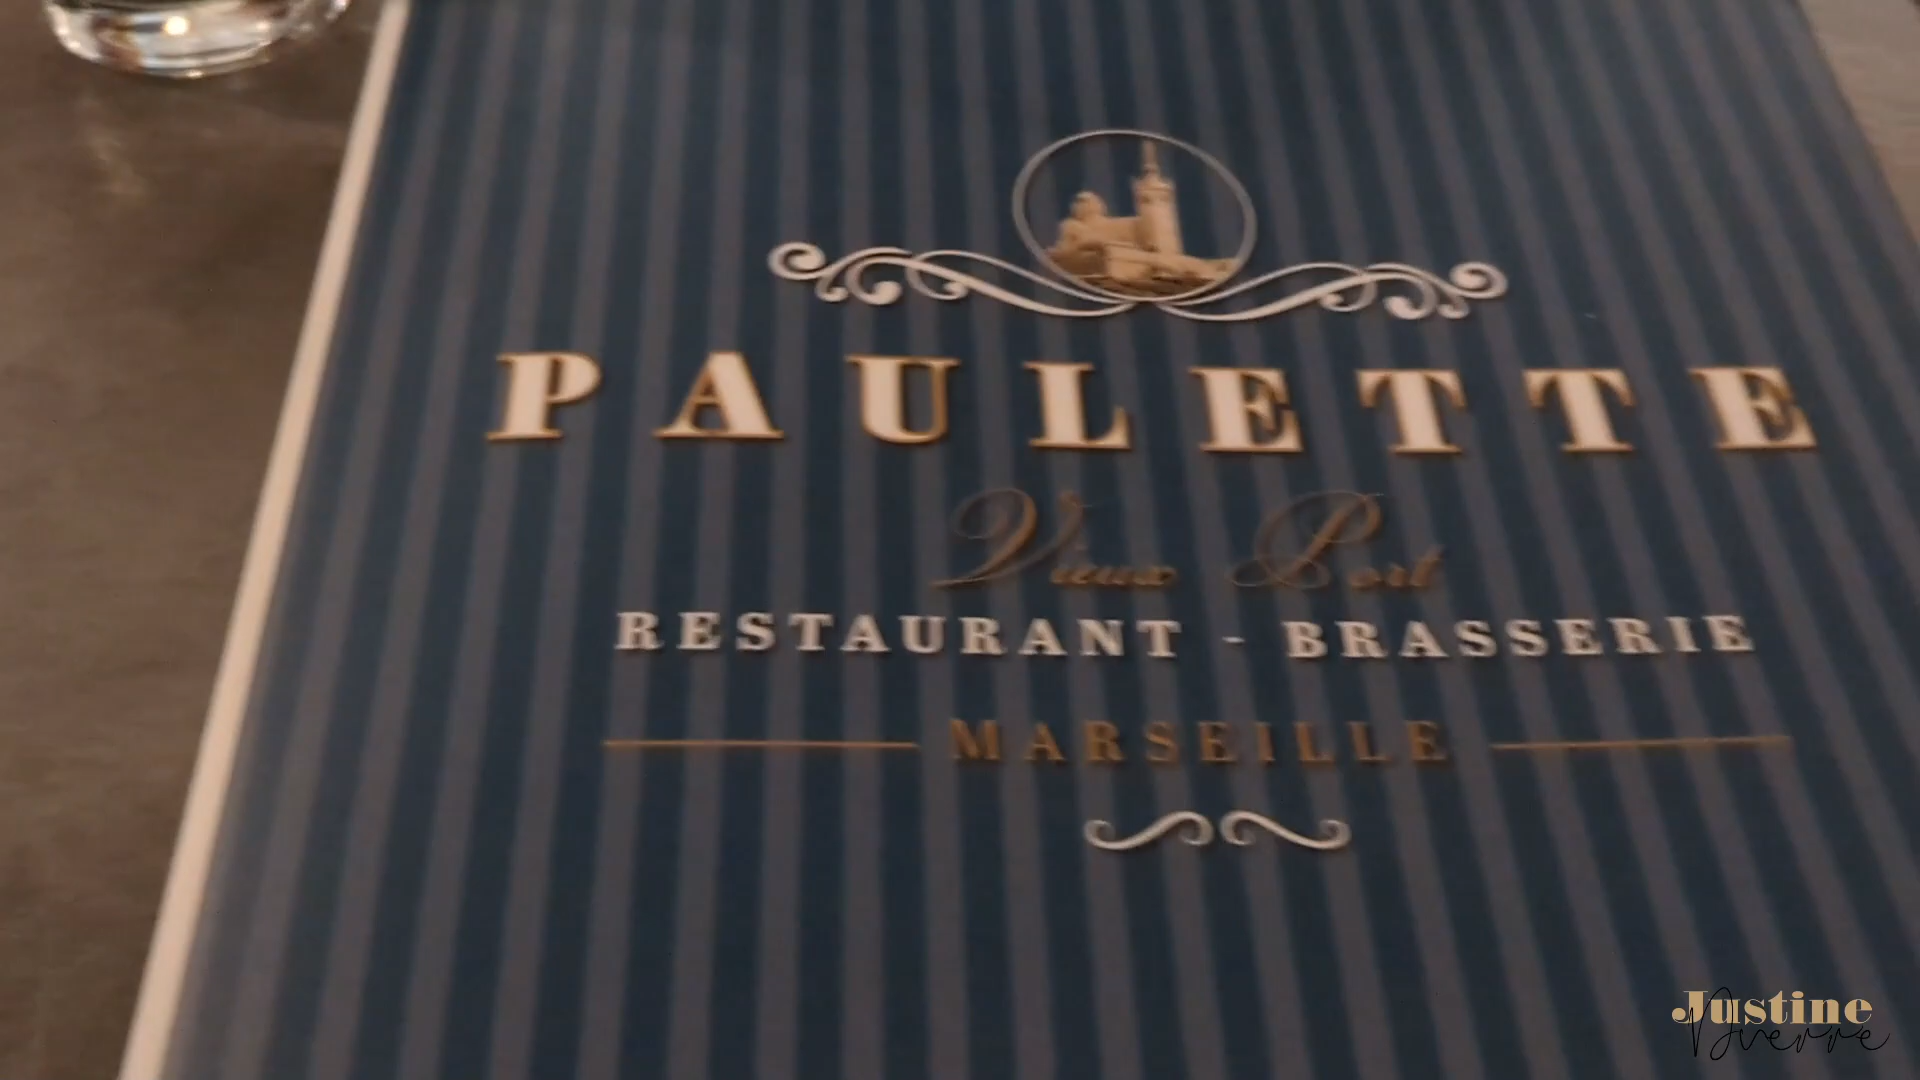 PAULETTE
Vieux Port
RESTAURANT - BRASSERIE
MARSEILLE
Justine